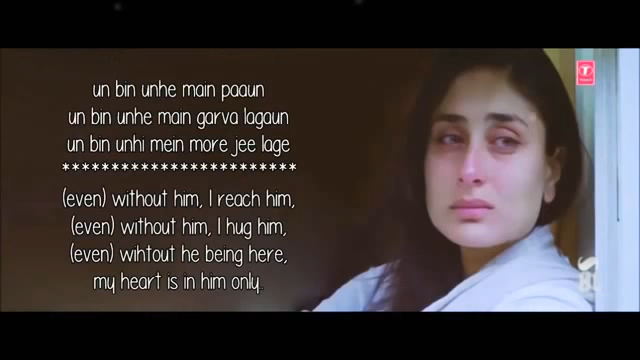 un bin unhe main paaun
un bin unhe main garva lagaun
un bin unhi mein more jee lage
************************
(even) without him, I reach him,
(even) without him, I hug him,
(even) wihtout he being here,
my heart is in him only..